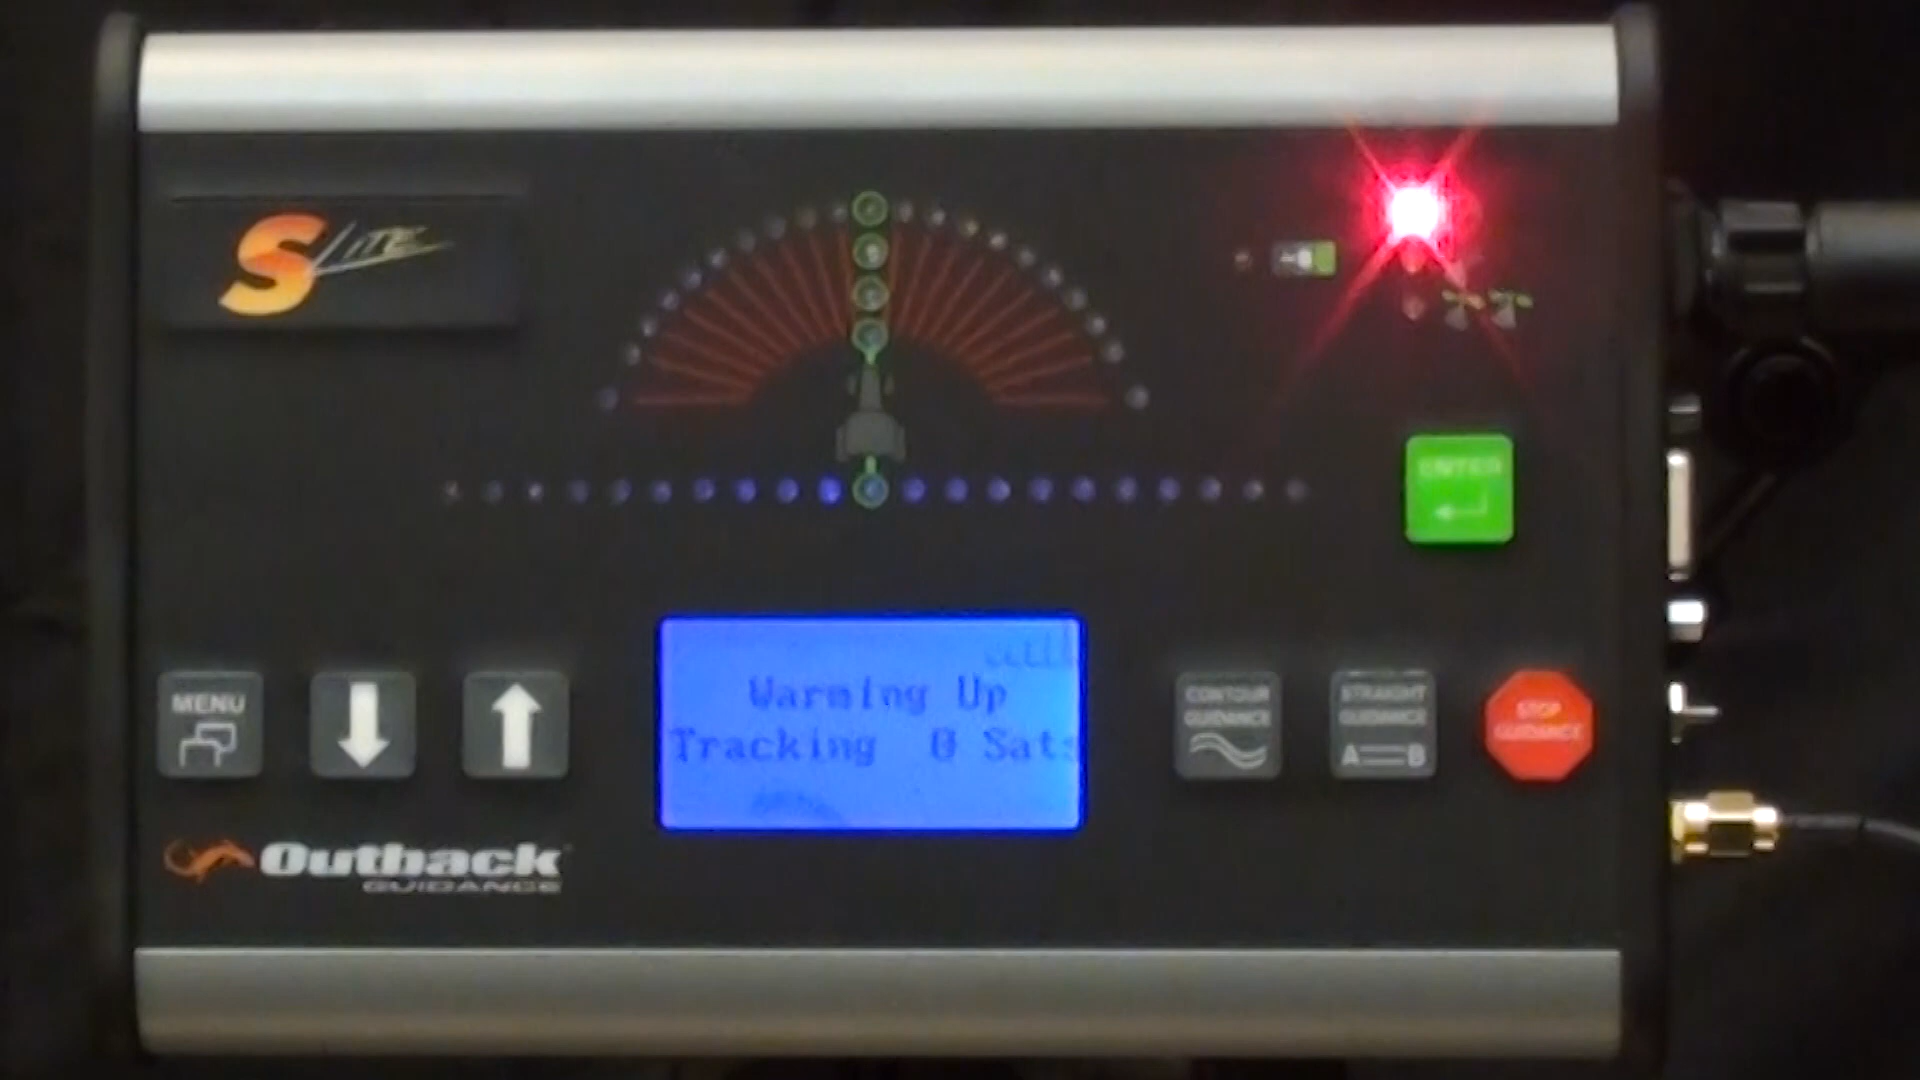 S LITE
ENTER
Warming Up
Tracking 0 Sats
MENU
CONTOUR
GUIDANCE
STRAIGHT
GUIDANCE
A B
STOP
GUIDANCE
Outback
GUIDANCE